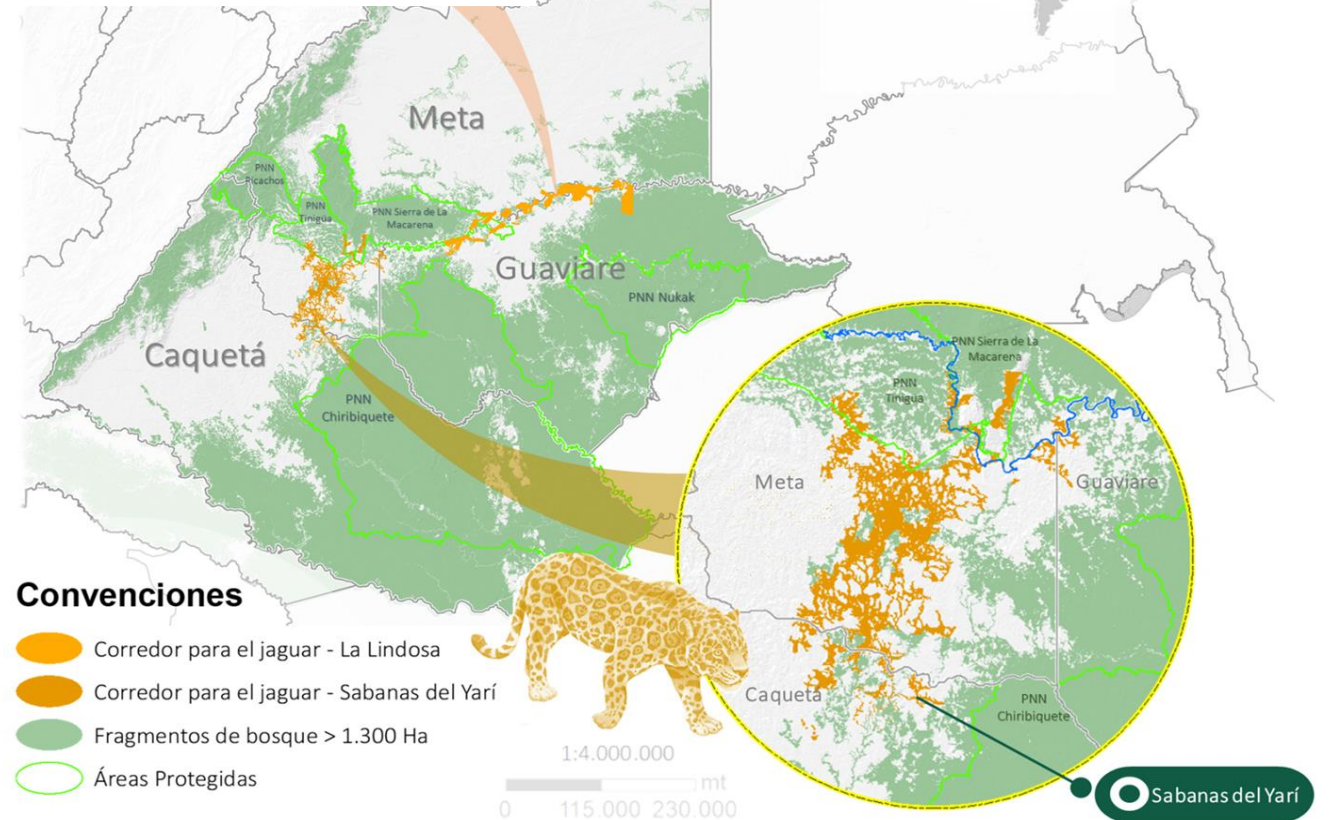 Meta
PNN
Picachos
PNN
Tinigua
PNN Sierra de La
Macarena
Guaviare
PNN Nukak
Caquetá
PNN
Chiribiquete
PNN Sierra de La
Macarena
PNN
Tinigua
Meta
Guaviare
Caquetá
PNN
Chiribiquete
Sabanas del Yarí
Convenciones
Corredor para el jaguar - La Lindosa
Corredor para el jaguar - Sabanas del Yarí
Fragmentos de bosque > 1.300 Ha
Áreas Protegidas
1:4.000.000
mt
0 115.000 230.000